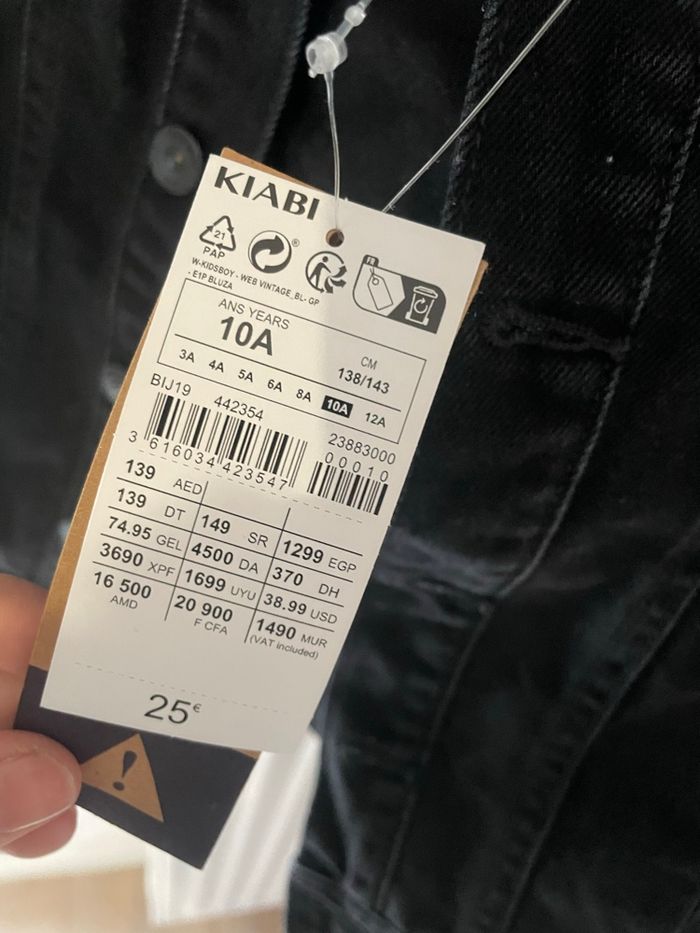 KIABI
21
PAP
®
FR
W-KIDSBOY - WEB VINTAGE_BL- GP
- E1P BLUZA
ANS YEARS
10A
CM
138/143
3A 4A 5A 6A 8A 10A 12A
BIJ19 442354
23883000
00010
3 616034 423547
139 AED
139 DT 149 SR 1299 EGP
74.95 GEL 4500 DA 370 DH
3690 XPF 1699 UYU 38.99 USD
16 500 AMD 20 900 F CFA 1490 MUR
(VAT included)
25€